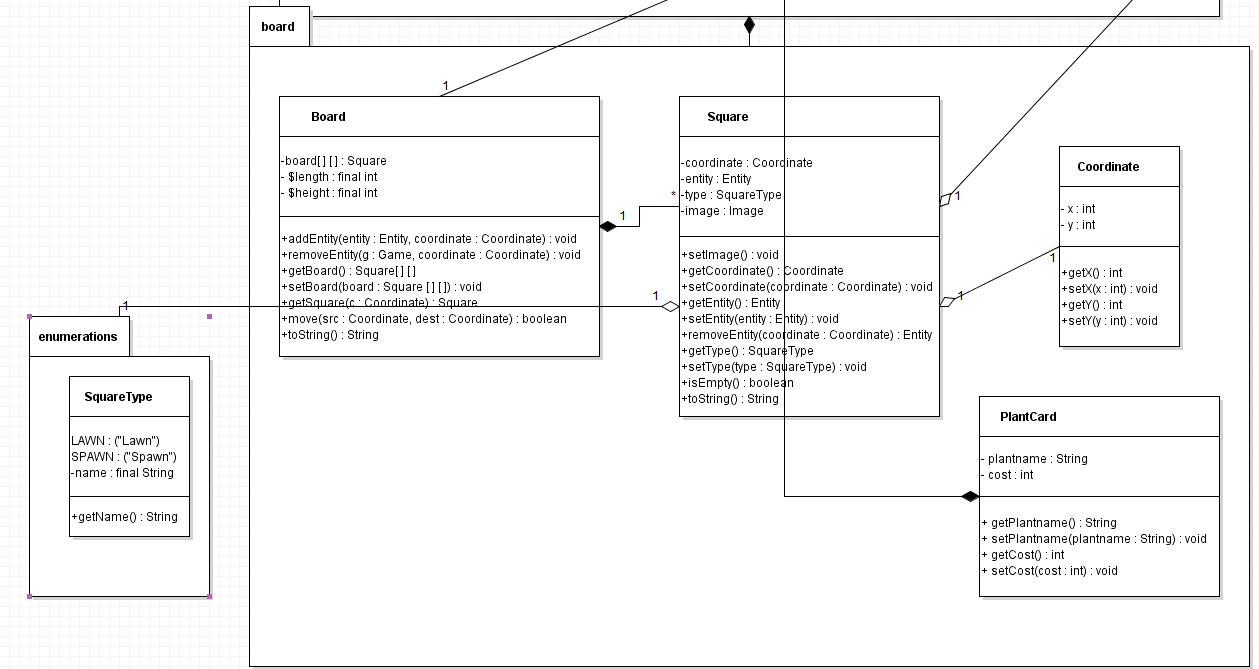 board
1
Board
-board[ ] [ ] : Square
- $length : final int
- $height : final int
+addEntity(entity : Entity, coordinate : Coordinate) : void
+removeEntity(g : Game, coordinate : Coordinate) : void
+getBoard() : Square[ ] [ ]
+setBoard(board : Square [ ] [ ]) : void
+getSquare(c : Coordinate) : Square
+move(src : Coordinate, dest : Coordinate) : boolean
+toString() : String
1
*
1
Square
-coordinate : Coordinate
-entity : Entity
-type : SquareType
-image : Image
+setImage() : void
+getCoordinate() : Coordinate
+setCoordinate(coordinate : Coordinate) : void
+getEntity() : Entity
+setEntity(entity : Entity) : void
+removeEntity(coordinate : Coordinate) : Entity
+getType() : SquareType
+setType(type : SquareType) : void
+isEmpty() : boolean
+toString() : String
1
1
1
Coordinate
- x : int
- y : int
+getX() : int
+setX(x : int) : void
+getY() : int
+setY(y : int) : void
1
enumerations
SquareType
LAWN : ("Lawn")
SPAWN : ("Spawn")
-name : final String
+getName() : String
PlantCard
- plantname : String
- cost : int
+ getPlantname() : String
+ setPlantname(plantname : String) : void
+ getCost() : int
+ setCost(cost : int) : void